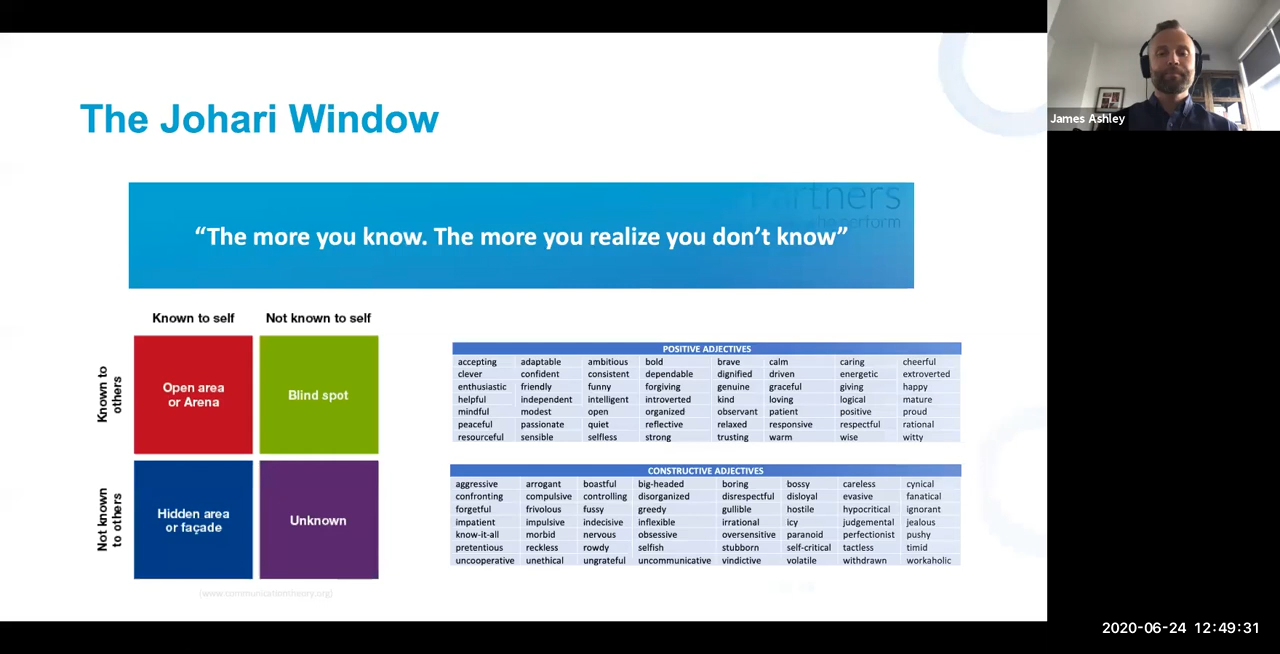 The Johari Window
James Ashley
artners
he perform
“The more you know. The more you realize you don’t know”
Known to self Not known to self
Known to others
Open area or Arena
Blind spot
Not known to others
Hidden area or façade
Unknown
(www.communicationtheory.org)
POSITIVE ADJECTIVES
accepting adaptable ambitious bold brave calm caring cheerful
clever confident consistent dependable dignified driven energetic extroverted
enthusiastic friendly funny forgiving genuine graceful giving happy
helpful independent intelligent introverted kind loving logical mature
mindful modest open organized observant patient positive proud
peaceful passionate quiet reflective relaxed responsive respectful rational
resourceful sensible selfless strong trusting warm wise witty
CONSTRUCTIVE ADJECTIVES
aggressive arrogant boastful big-headed boring bossy careless cynical
confronting compulsive controlling disorganized disrespectful disloyal evasive fanatical
forgetful frivolous fussy greedy gullible hostile hypocritical ignorant
impatient impulsive indecisive inflexible irrational icy judgemental jealous
know-it-all morbid nervous obsessive oversensitive paranoid perfectionist pushy
pretentious reckless rowdy selfish stubborn self-critical tactless timid
uncooperative unethical ungrateful uncommunicative vindictive volatile withdrawn workaholic
2020-06-24 12:49:31